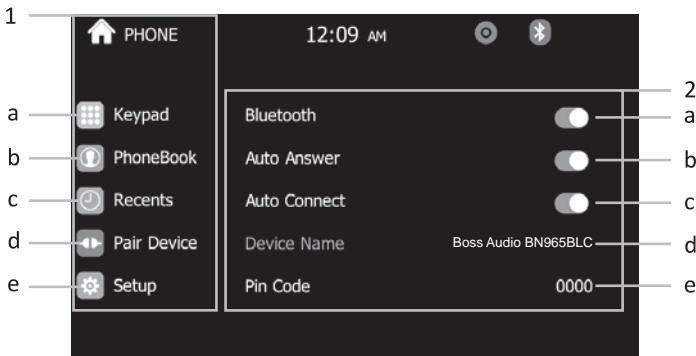 1
PHONE 12:09 AM
2
a Keypad Bluetooth a
b PhoneBook Auto Answer b
c Recents Auto Connect c
d Pair Device Device Name Boss Audio BN965BLC d
e Setup Pin Code 0000 e